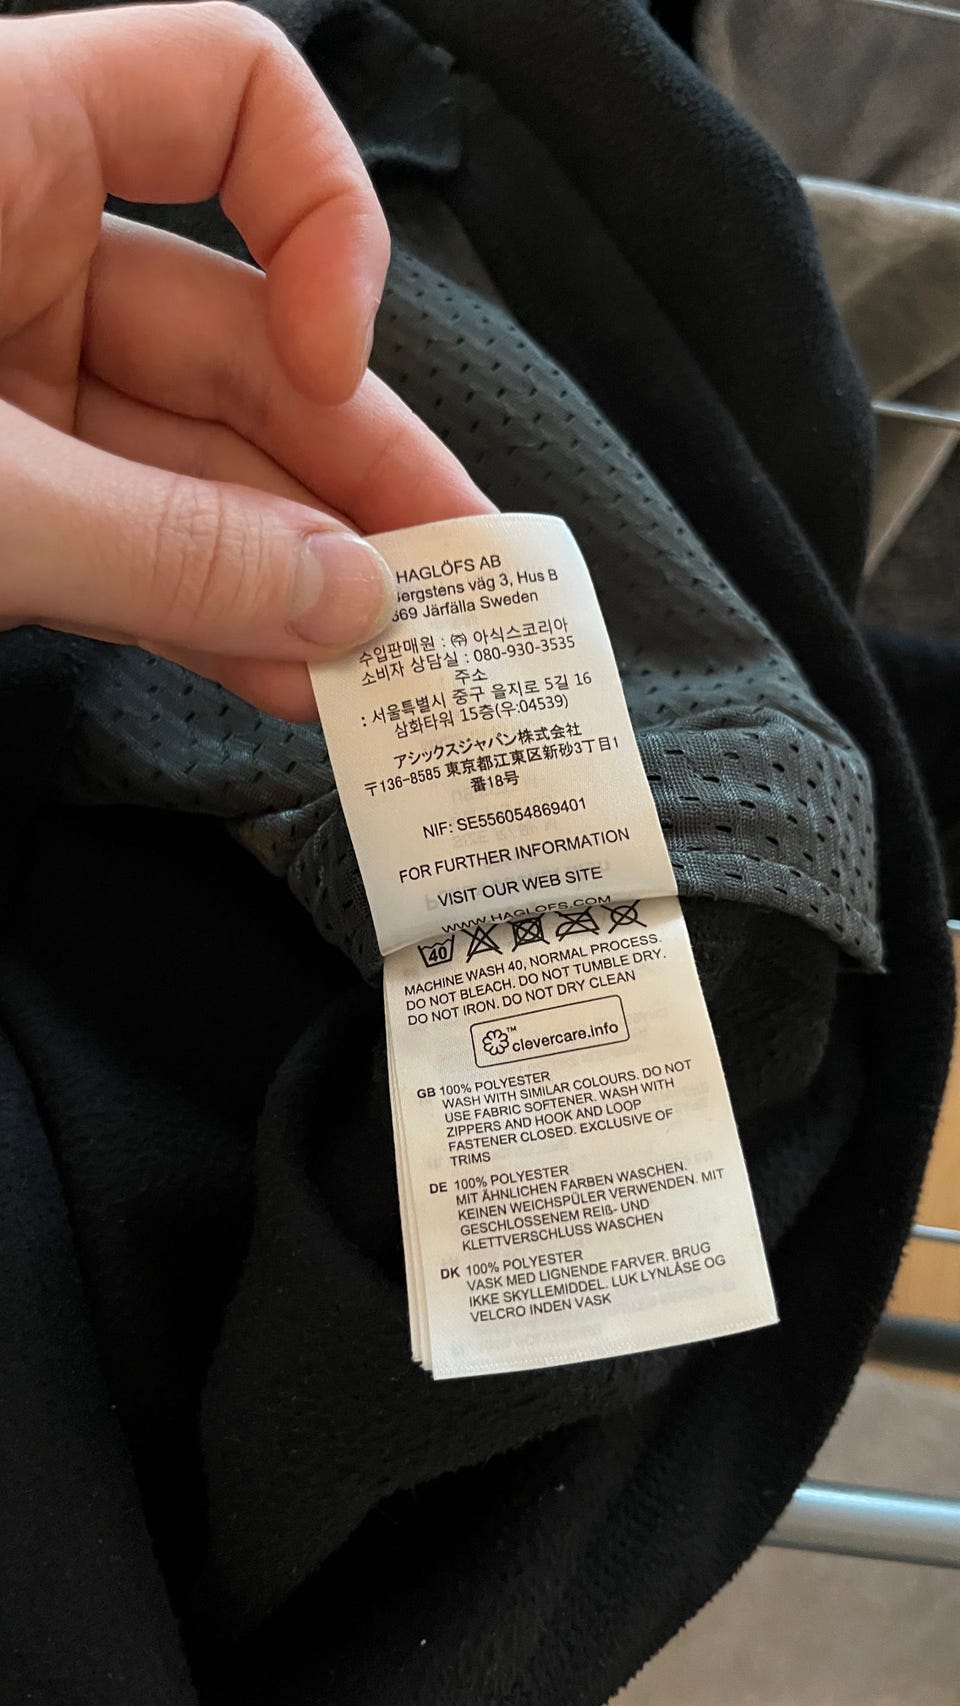 HAGLÖFS AB
väg 3, Hus B
Järfälla Sweden
수입판매원 : ㈜ 아식스코리아
소비자 상담실 : 080-930-3535
주소
: 서울특별시 중구 을지로 5길 16
삼화타워 15층(우:04539)
アシックスジャパン株式会社
〒136-8585 東京都江東区新砂3丁目1
番18号
NIF: SE556054869401
FOR FURTHER INFORMATION
VISIT OUR WEB SITE
WWW.HAGLOFS.COM
40
MACHINE WASH 40, NORMAL PROCESS.
DO NOT BLEACH. DO NOT TUMBLE DRY.
DO NOT IRON. DO NOT DRY CLEAN
™
clevercare.info
GB 100% POLYESTER
WASH WITH SIMILAR COLOURS. DO NOT
USE FABRIC SOFTENER. WASH WITH
ZIPPERS AND HOOK AND LOOP
FASTENER CLOSED. EXCLUSIVE OF
TRIMS
DE 100% POLYESTER
MIT ÄHNLICHEN FARBEN WASCHEN.
KEINEN WEICHSPÜLER VERWENDEN. MIT
GESCHLOSSENEM REIß- UND
KLETTVERSCHLUSS WASCHEN
DK 100% POLYESTER
VASK MED LIGNENDE FARVER. BRUG
IKKE SKYLLEMIDDEL. LUK LYNLÅSE OG
VELCRO INDEN VASK